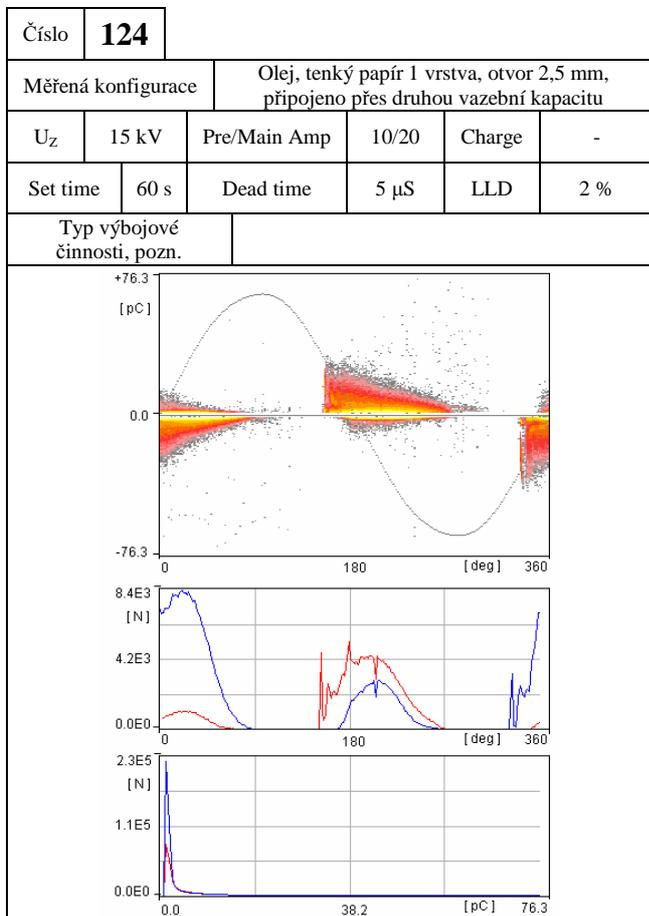 Číslo 124
Měřená konfigurace Olej, tenký papír 1 vrstva, otvor 2,5 mm,
připojeno přes druhou vazební kapacitu
UZ 15 kV Pre/Main Amp 10/20 Charge -
Set time 60 s Dead time 5 μS LLD 2 %
Typ výbojové
činnosti, pozn.
+76.3
[pC]
0.0
-76.3
0 180 [deg] 360
8.4E3
[N]
4.2E3
0.0E0
0 180 [deg] 360
2.3E5
[N]
1.1E5
0.0E0
0.0 38.2 [pC] 76.3